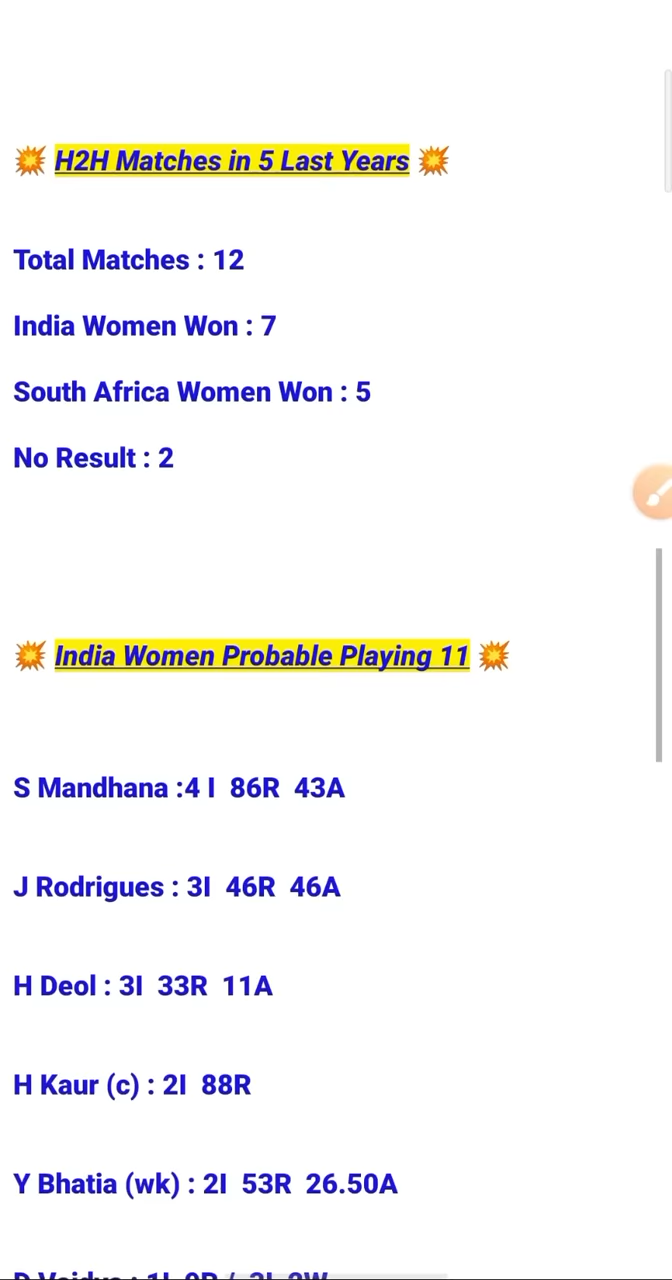 💥 H2H Matches in 5 Last Years 💥
Total Matches : 12
India Women Won : 7
South Africa Women Won : 5
No Result : 2
💥 India Women Probable Playing 11 💥
S Mandhana :4 I 86R 43A
J Rodrigues : 3I 46R 46A
H Deol : 3I 33R 11A
H Kaur (c) : 2I 88R
Y Bhatia (wk) : 2I 53R 26.50A